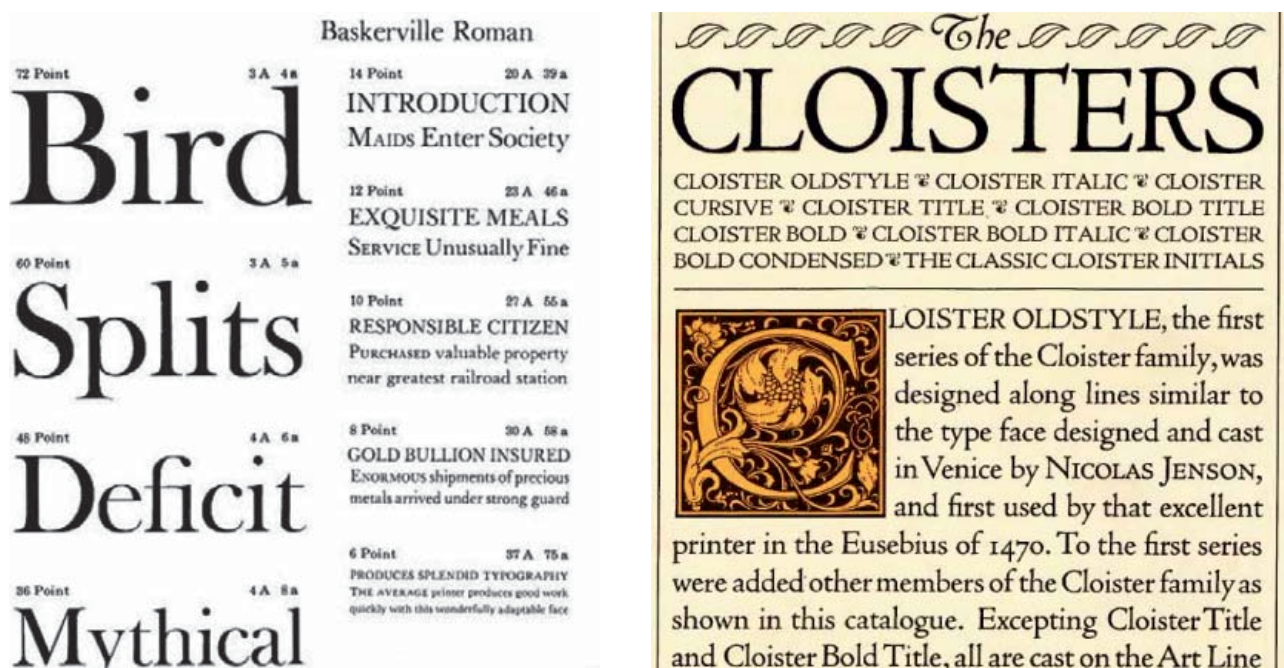 Baskerville Roman
72 Point 3A 4a
Bird
60 Point 3A 5a
Splits
48 Point 4A 6a
Deficit
36 Point 4A 8a
Mythical
14 Point 20A 39a
INTRODUCTION
MAIDS Enter Society
12 Point 23A 46a
EXQUISITE MEALS
SERVICE Unusually Fine
10 Point 27A 55a
RESPONSIBLE CITIZEN
PURCHASED valuable property
near greatest railroad station
8 Point 30A 58a
GOLD BULLION INSURED
ENORMOUS shipments of precious
metals arrived under strong guard
6 Point 37A 75a
PRODUCES SPLENDID TYPOGRAPHY
THE AVERAGE printer produces good work
quickly with this wonderfully adaptable face
The
CLOISTERS
CLOISTER OLDSTYLE ❦ CLOISTER ITALIC ❦ CLOISTER
CURSIVE ❦ CLOISTER TITLE ❦ CLOISTER BOLD TITLE
CLOISTER BOLD ❦ CLOISTER BOLD ITALIC ❦ CLOISTER
BOLD CONDENSED ❦ THE CLASSIC CLOISTER INITIALS
CLOISTER OLDSTYLE, the first
series of the Cloister family, was
designed along lines similar to
the type face designed and cast
in Venice by NICOLAS JENSON,
and first used by that excellent
printer in the Eusebius of 1470. To the first series
were added other members of the Cloister family as
shown in this catalogue. Excepting Cloister Title
and Cloister Bold Title, all are cast on the Art Line